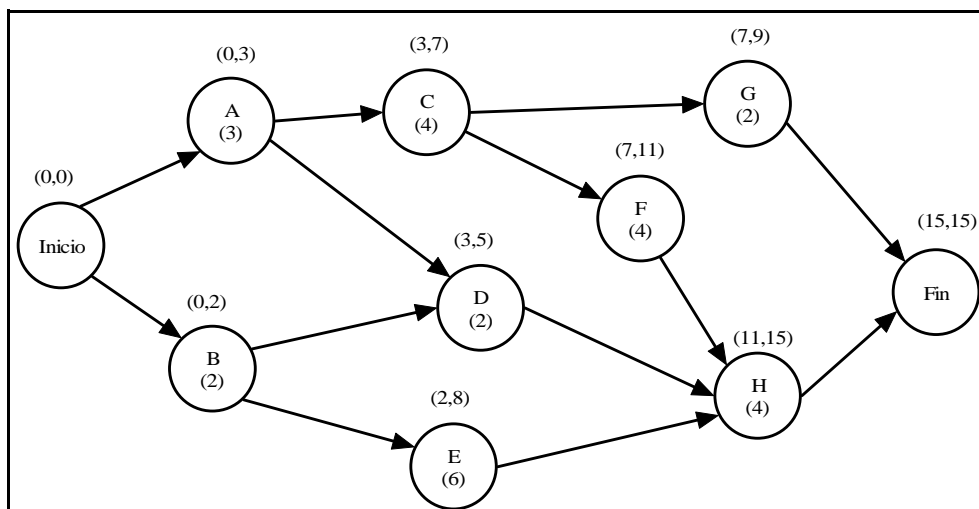 (0,3)
(3,7)
(7,9)
A
(3)
C
(4)
G
(2)
(0,0)
(7,11)
Inicio
F
(4)
(15,15)
Fin
(3,5)
D
(2)
(0,2)
B
(2)
(11,15)
H
(4)
(2,8)
E
(6)